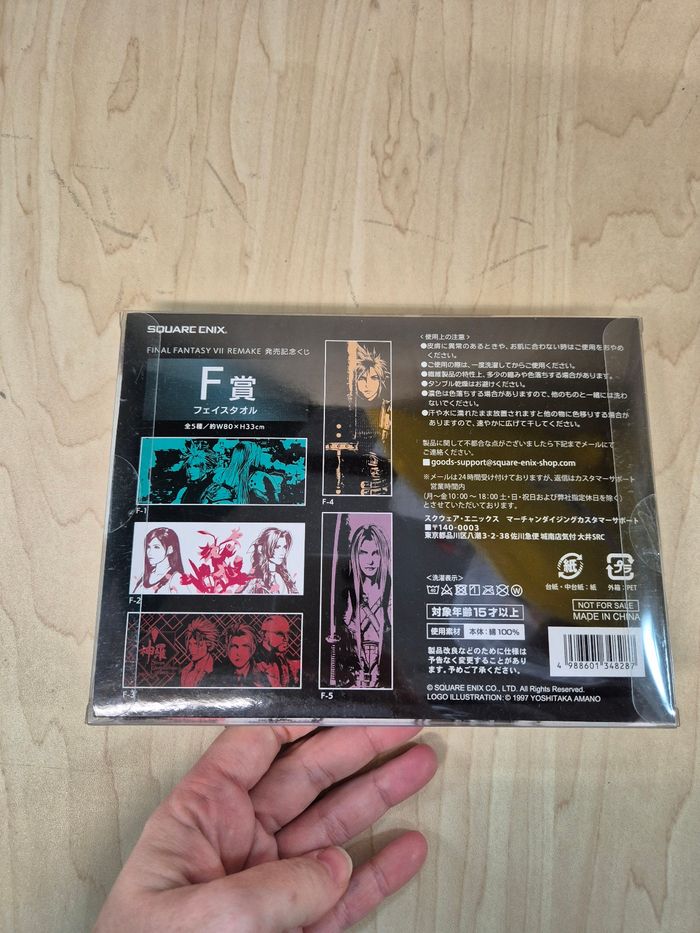 SQUARE ENIX®
FINAL FANTASY VII REMAKE 発売記念くじ
F賞
フェイスタオル
全5種／約W80×H33cm
F-1
F-2
神羅
F-3
F-4
F-5
<使用上の注意>
●皮膚に異常のあるときや、お肌に合わない時はご使用をおやめ
ください。
●ご使用の際は、一度洗濯してからご使用ください。
●繊維製品の特性上、多少の縮みや色落ちする場合があります。
●タンブル乾燥はお避けください。
●濃色は色落ちする場合がありますので、他のものと一緒には洗わ
ないでください。
●汗や水に濡れたまま放置されますと他の物に色移りする場合が
ありますので、速やかに広げて干してください。
製品に関して不都合な点がございましたら下記までメールにて
ご連絡ください。
■goods-support@square-enix-shop.com
※メールは24時間受け付けておりますが、返信はカスタマーサポート
営業時間内
(月～金10:00～18:00 土・日・祝日および弊社指定休日を除く)
とさせていただいております。
スクウェア・エニックス マーチャンダイジングカスタマーサポート
■〒140-0003
東京都品川区八潮3-2-38 佐川急便 城南店気付 大井SRC
<洗濯表示>
対象年齢15才以上
使用素材 本体：綿100%
製品改良などのために仕様は
予告なく変更することがありま
す。予めご了承ください。
紙
台紙・中台紙：紙
プラ
外箱：PET
NOT FOR SALE
MADE IN CHINA
4 988601 348287
© SQUARE ENIX CO., LTD. All Rights Reserved.
LOGO ILLUSTRATION: © 1997 YOSHITAKA AMANO